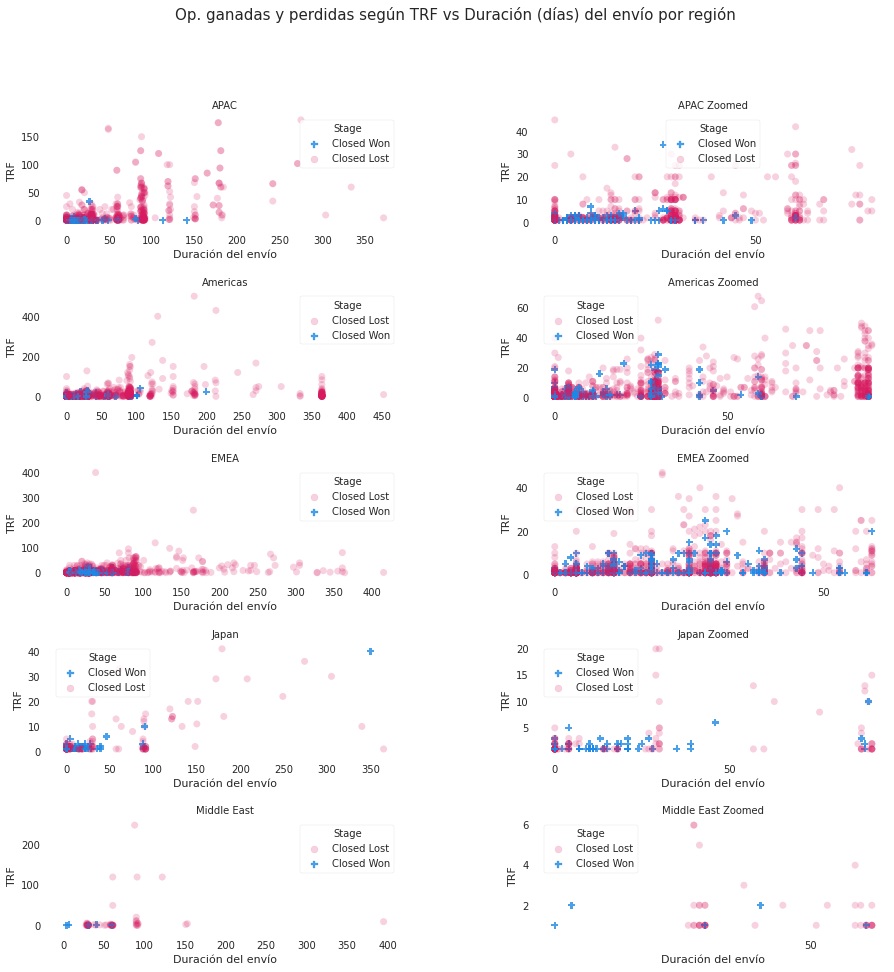 Op. ganadas y perdidas según TRF vs Duración (días) del envío por región
APAC
TRF
150
100
50
0
Stage
Closed Won
Closed Lost
0 50 100 150 200 250 300 350
Duración del envío
APAC Zoomed
TRF
40
30
20
10
0
Stage
Closed Won
Closed Lost
0 50
Duración del envío
Americas
TRF
400
200
0
Stage
Closed Lost
Closed Won
0 50 100 150 200 250 300 350 400 450
Duración del envío
Americas Zoomed
TRF
60
40
20
0
Stage
Closed Lost
Closed Won
0 50
Duración del envío
EMEA
TRF
400
300
200
100
0
Stage
Closed Lost
Closed Won
0 50 100 150 200 250 300 350 400
Duración del envío
EMEA Zoomed
TRF
40
20
0
Stage
Closed Lost
Closed Won
0 50
Duración del envío
Japan
TRF
40
30
20
10
0
Stage
Closed Won
Closed Lost
0 50 100 150 200 250 300 350
Duración del envío
Japan Zoomed
TRF
20
15
10
5
Stage
Closed Won
Closed Lost
0 50
Duración del envío
Middle East
TRF
200
100
0
Stage
Closed Lost
Closed Won
0 50 100 150 200 250 300 350 400
Duración del envío
Middle East Zoomed
TRF
6
4
2
Stage
Closed Lost
Closed Won
0 50
Duración del envío